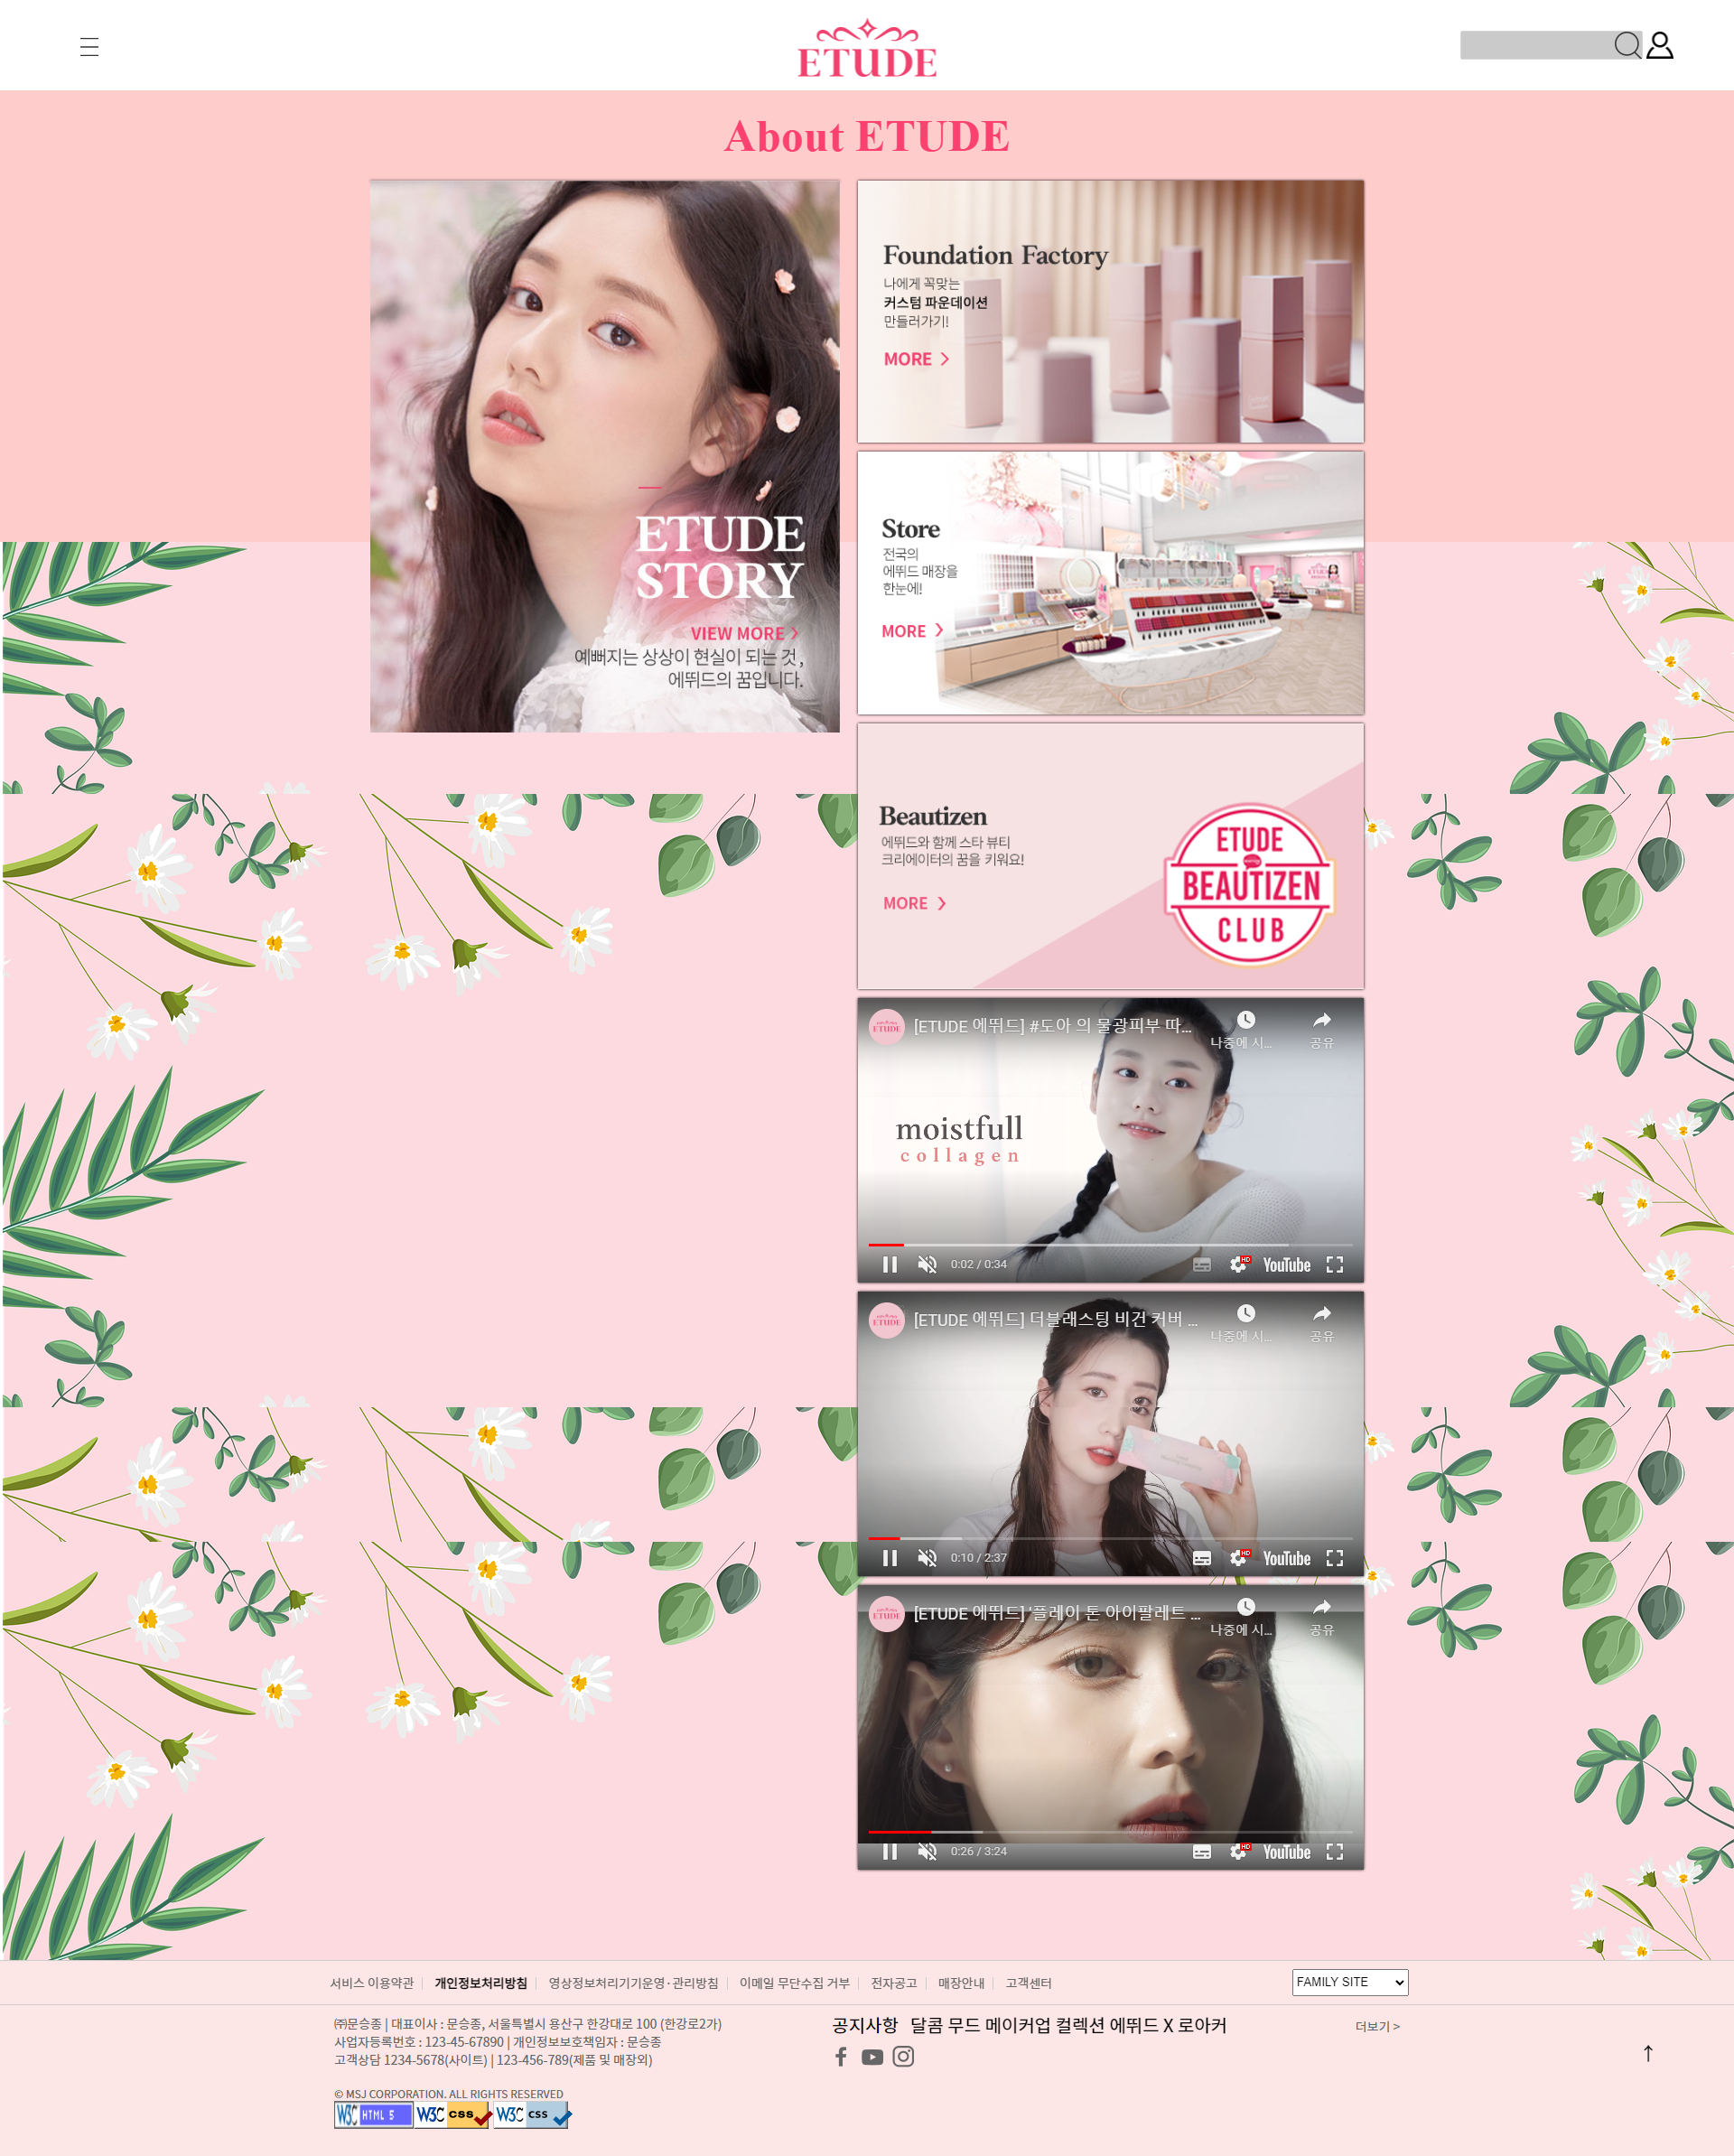 ETUDE
About ETUDE
ETUDE
STORY
VIEW MORE >
예뻐지는 상상이 현실이 되는 것,
에뛰드의 꿈입니다.
Foundation Factory
나에게 꼭맞는
커스텀 파운데이션
만들러가기!
MORE >
Store
전국의
에뛰드 매장을
한눈에!
MORE >
ETUDE
Beautizen
에뛰드와 함께 스타 뷰티
크리에이터의 꿈을 키워요!
MORE >
ETUDE
BEAUTIZEN
CLUB
ETUDE
[ETUDE 에뛰드] #도아 의 물광피부 따...
나중에 시...
공유
moistfull
collagen
0:02 / 0:34
HD
YouTube
ETUDE
[ETUDE 에뛰드] 더블래스팅 비건 커버 ...
나중에 시...
공유
0:10 / 2:37
HD
YouTube
ETUDE
[ETUDE 에뛰드] '플레이 톤 아이팔레트 ...
나중에 시...
공유
0:26 / 3:24
HD
YouTube
서비스 이용약관 | 개인정보처리방침 | 영상정보처리기기운영·관리방침 | 이메일 무단수집 거부 | 전자공고 | 매장안내 | 고객센터
FAMILY SITE
㈜문승종 | 대표이사 : 문승종, 서울특별시 용산구 한강대로 100 (한강로2가)
사업자등록번호 : 123-45-67890 | 개인정보보호책임자 : 문승종
고객상담 1234-5678(사이트) | 123-456-789(제품 및 매장외)
공지사항 달콤 무드 메이커업 컬렉션 에뛰드 X 로아커
더보기 >
↑
© MSJ CORPORATION. ALL RIGHTS RESERVED
W3C HTML 5
W3C CSS
W3C CSS